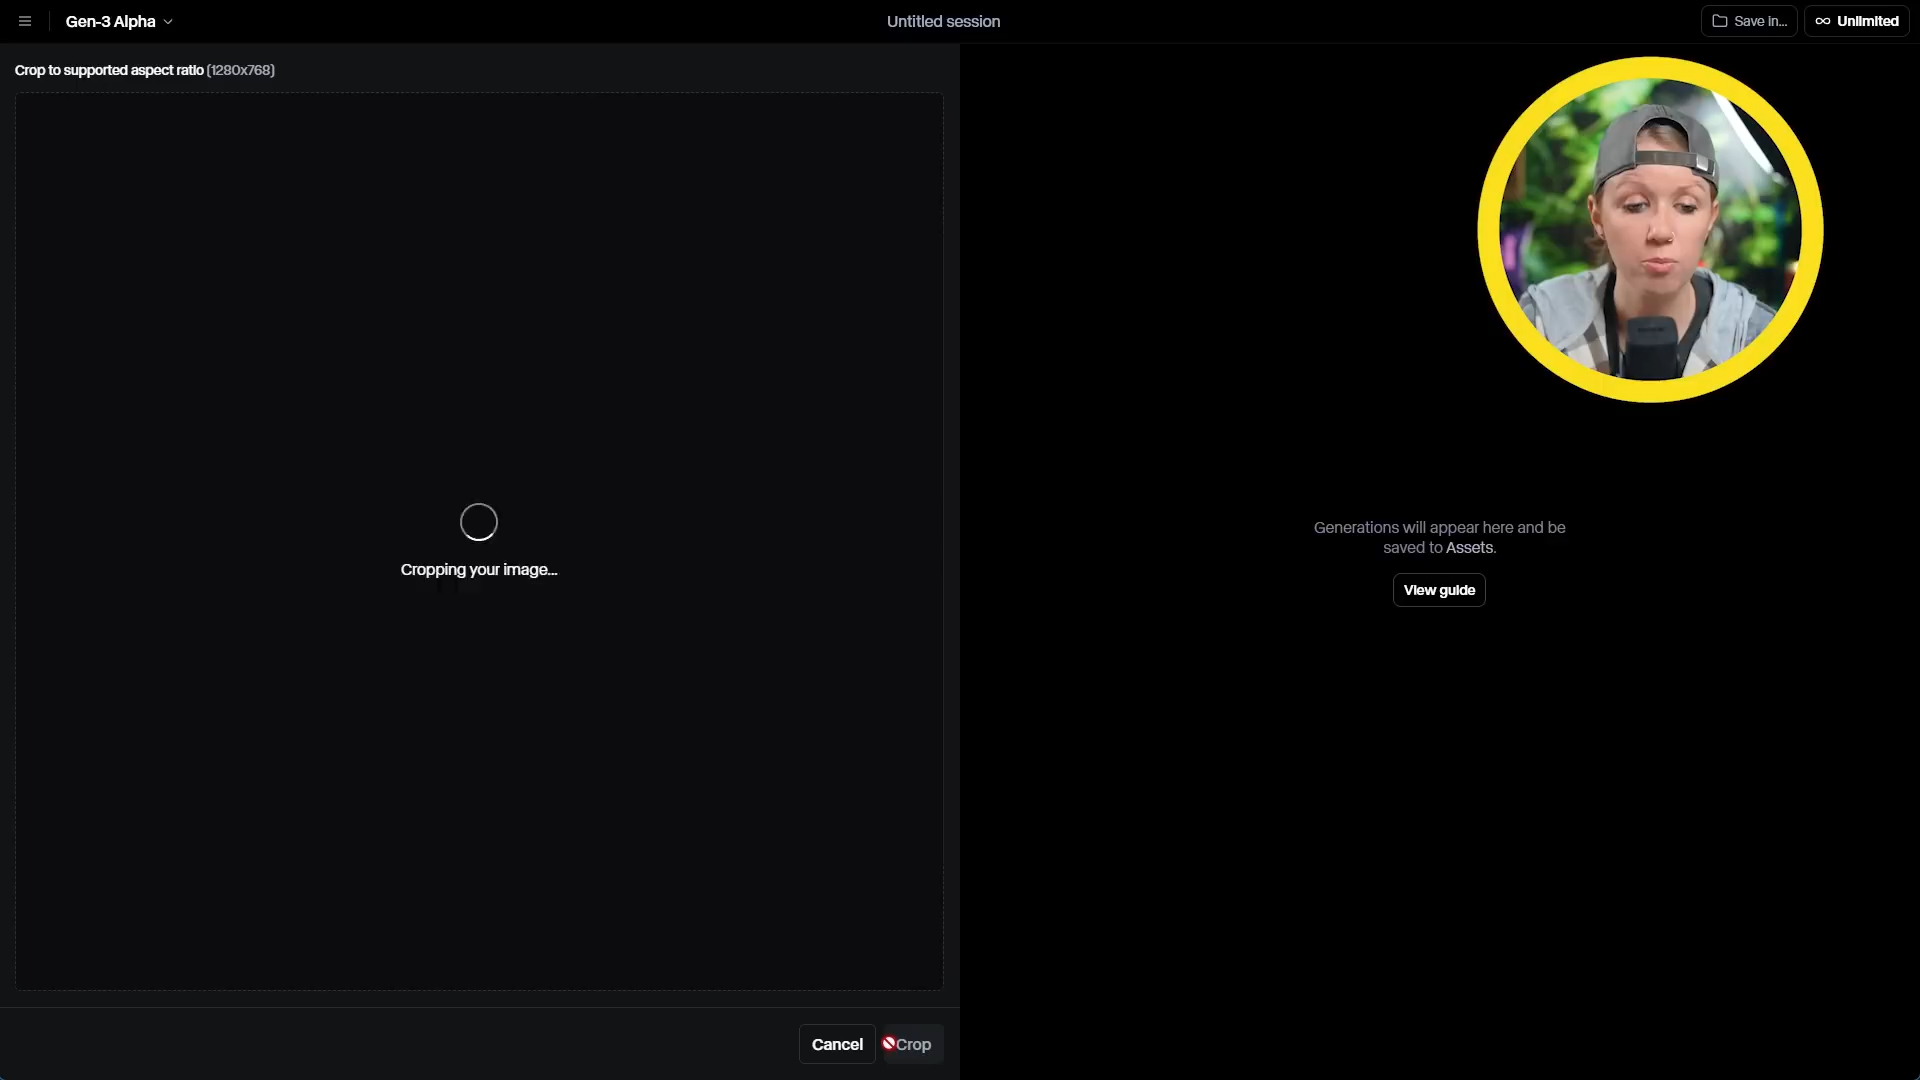 Gen-3 Alpha
Untitled session
Save in...
Unlimited
Crop to supported aspect ratio (1280x768)
Cropping your image...
Generations will appear here and be
saved to Assets.
View guide
Cancel
Crop